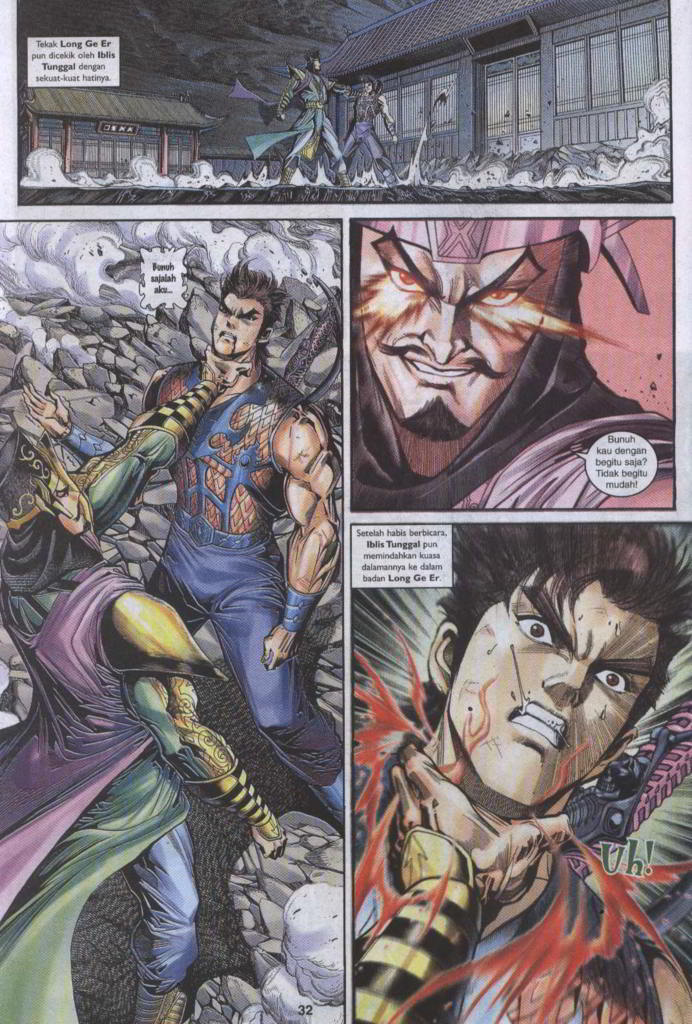 Tekak Long Ge Er
pun dicekik oleh Iblis
Tunggal dengan
sekuat-kuat hatinya.
Bunuh
sajalah
aku...
Bunuh
kau dengan
begitu saja?
Tidak begitu
mudah!
Setelah habis berbicara,
Iblis Tunggal pun
memindahkan kuasa
dalamannya ke dalam
badan Long Ge Er.
Uh!
32